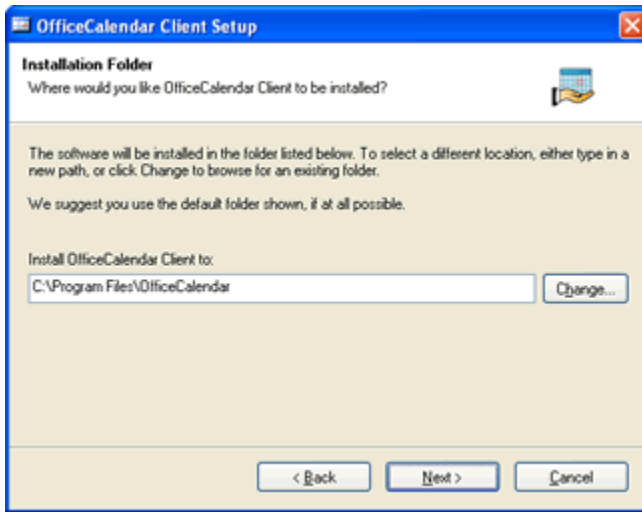 OfficeCalendar Client Setup
Installation Folder
Where would you like OfficeCalendar Client to be installed?
The software will be installed in the folder listed below. To select a different location, either type in a
new path, or click Change to browse for an existing folder.
We suggest you use the default folder shown, if at all possible.
Install OfficeCalendar Client to:
C:\Program Files\OfficeCalendar
Change...
< Back
Next >
Cancel